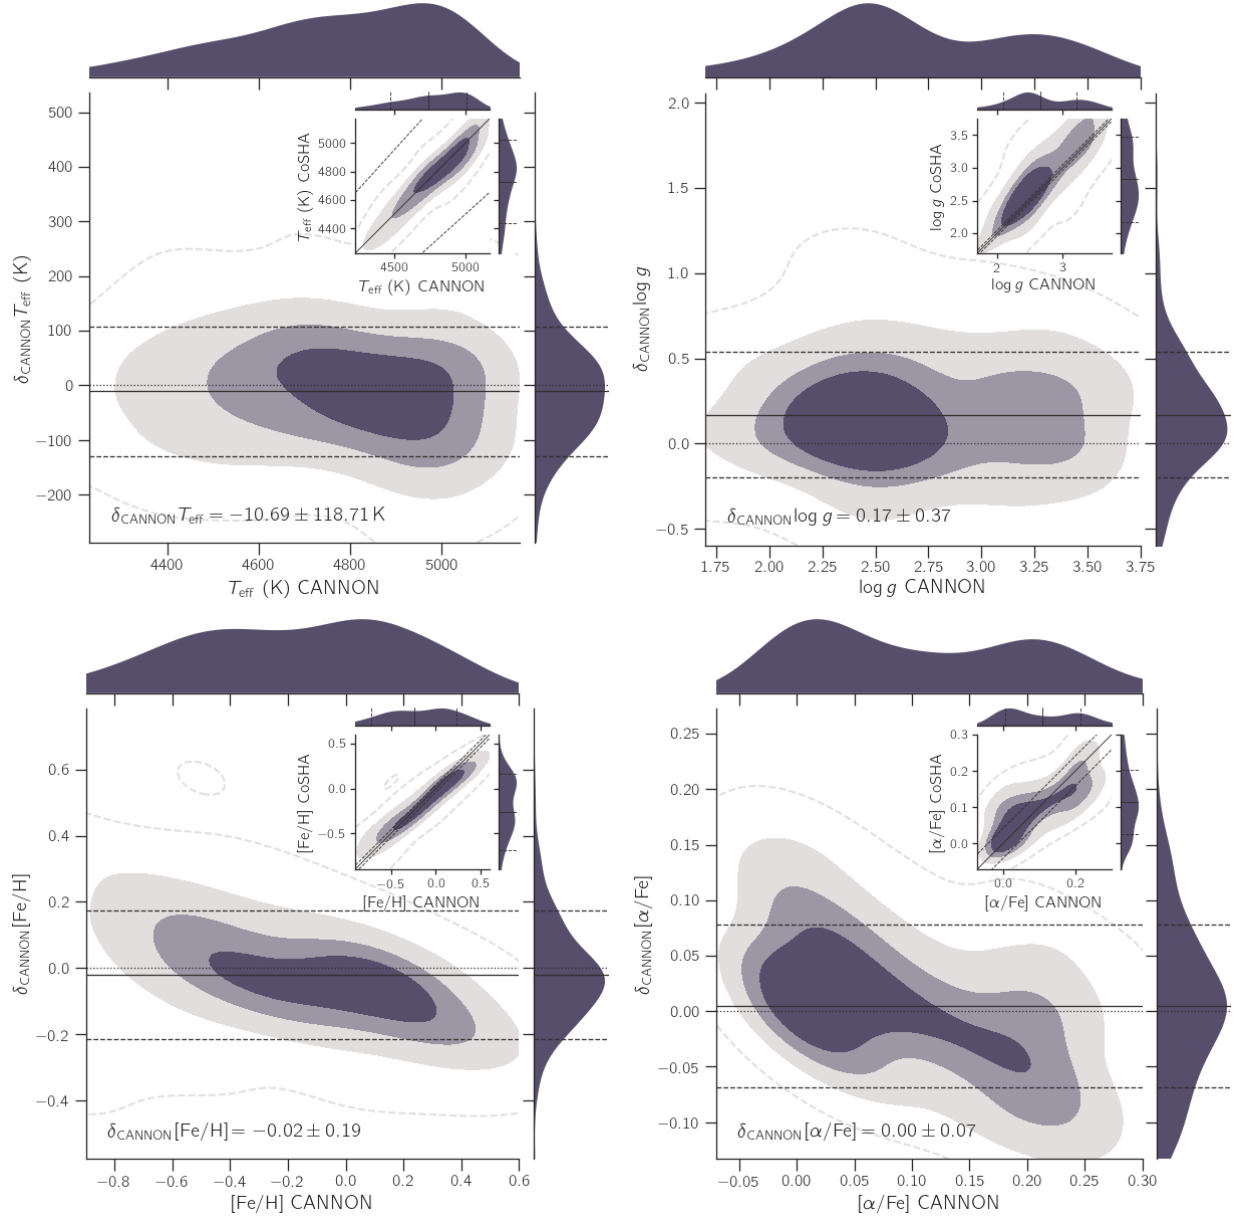 500
400
300
200
100
0
−100
−200
δCANNON Teff (K)
4400 4600 4800 5000
Teff (K) CANNON
δCANNON Teff = −10.69 ± 118.71 K
5000
4800
4600
4400
Teff (K) CoSHA
4500 5000
Teff (K) CANNON
2.0
1.5
1.0
0.5
0.0
−0.5
δCANNON log g
1.75 2.00 2.25 2.50 2.75 3.00 3.25 3.50 3.75
log g CANNON
δCANNON log g = 0.17 ± 0.37
3.5
3.0
2.5
2.0
log g CoSHA
2 3
log g CANNON
0.6
0.4
0.2
0.0
−0.2
−0.4
δCANNON [Fe/H]
−0.8 −0.6 −0.4 −0.2 0.0 0.2 0.4 0.6
[Fe/H] CANNON
δCANNON [Fe/H] = −0.02 ± 0.19
0.5
0.0
−0.5
[Fe/H] CoSHA
−0.5 0.0 0.5
[Fe/H] CANNON
0.25
0.20
0.15
0.10
0.05
0.00
−0.05
−0.10
δCANNON [α/Fe]
−0.05 0.00 0.05 0.10 0.15 0.20 0.25 0.30
[α/Fe] CANNON
δCANNON [α/Fe] = 0.00 ± 0.07
0.3
0.2
0.1
0.0
[α/Fe] CoSHA
0.0 0.2
[α/Fe] CANNON